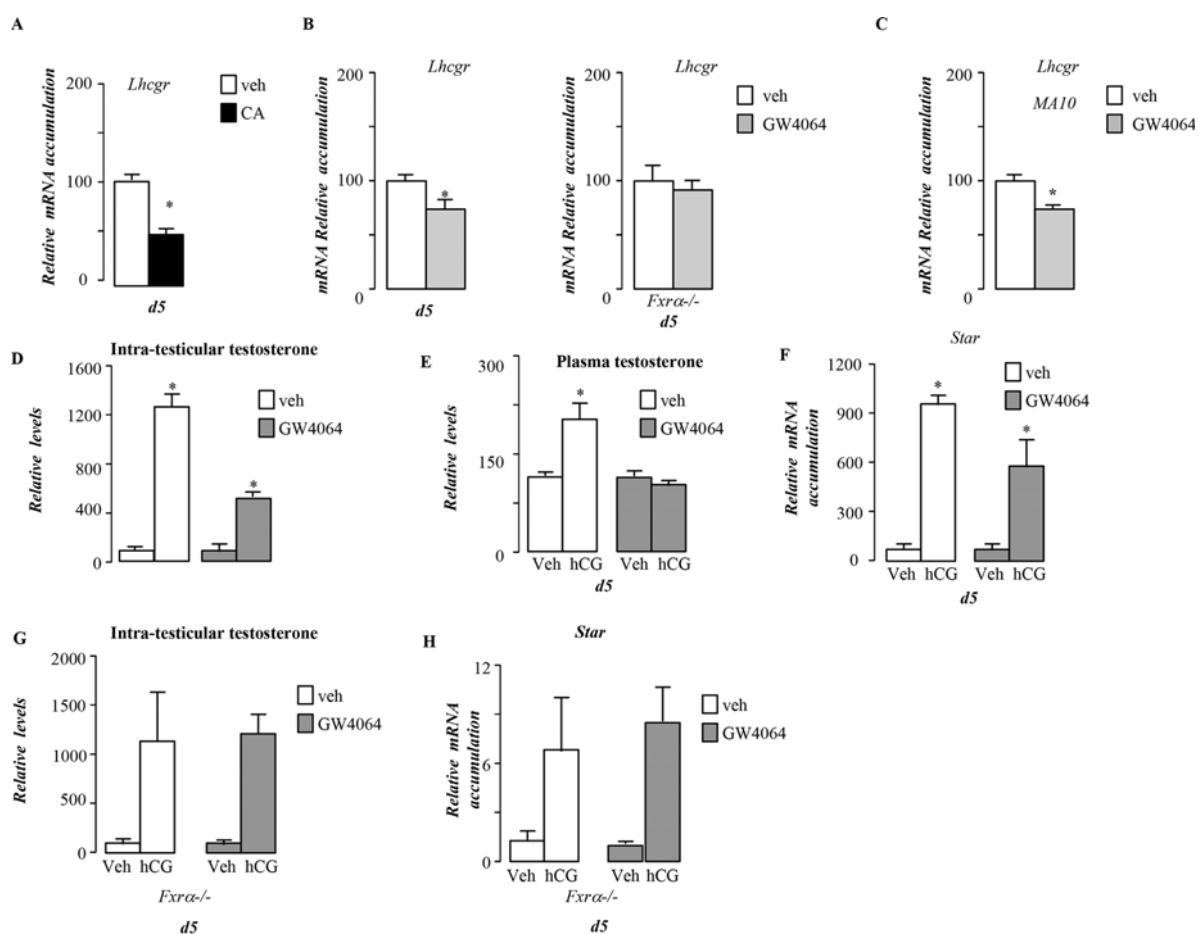 A
Relative mRNA accumulation
200
100
0
Lhcgr
veh
CA
*
d5
B
mRNA Relative accumulation
200
100
0
Lhcgr
*
d5
mRNA Relative accumulation
200
100
0
Lhcgr
veh
GW4064
Fxrα-/-
d5
C
mRNA Relative accumulation
200
100
0
Lhcgr
MA10
veh
GW4064
*
D
Intra-testicular testosterone
Relative levels
1600
1200
800
400
0
*
*
veh
GW4064
E
Plasma testosterone
Relative levels
300
150
0
*
veh
GW4064
Veh hCG
Veh hCG
d5
F
Star
Relative mRNA
accumulation
1200
900
600
300
0
*
*
veh
GW4064
Veh hCG
Veh hCG
d5
G
Intra-testicular testosterone
Relative levels
2000
1500
1000
500
0
veh
GW4064
Veh hCG
Veh hCG
Fxrα-/-
d5
H
Star
Relative mRNA
accumulation
12
6
0
veh
GW4064
Veh hCG
Veh hCG
Fxrα-/-
d5